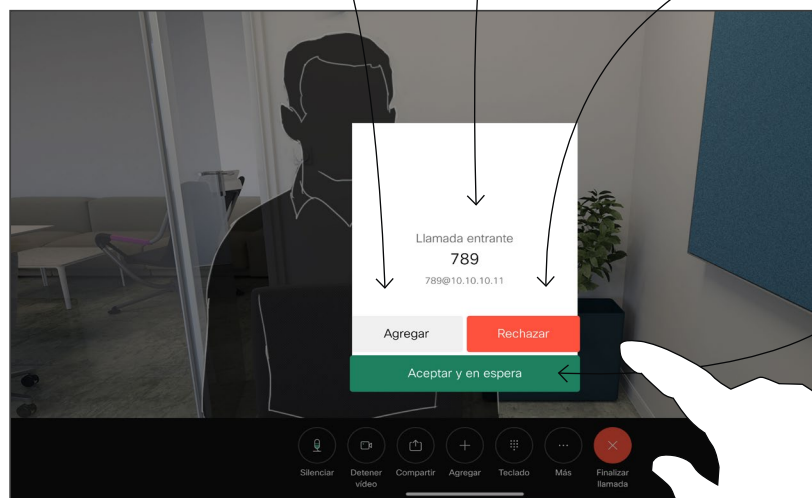 Llamada entrante
789
789@10.10.10.11
Agregar Rechazar
Aceptar y en espera
Silenciar Detener vídeo Compartir Agregar Teclado Más Finalizar llamada